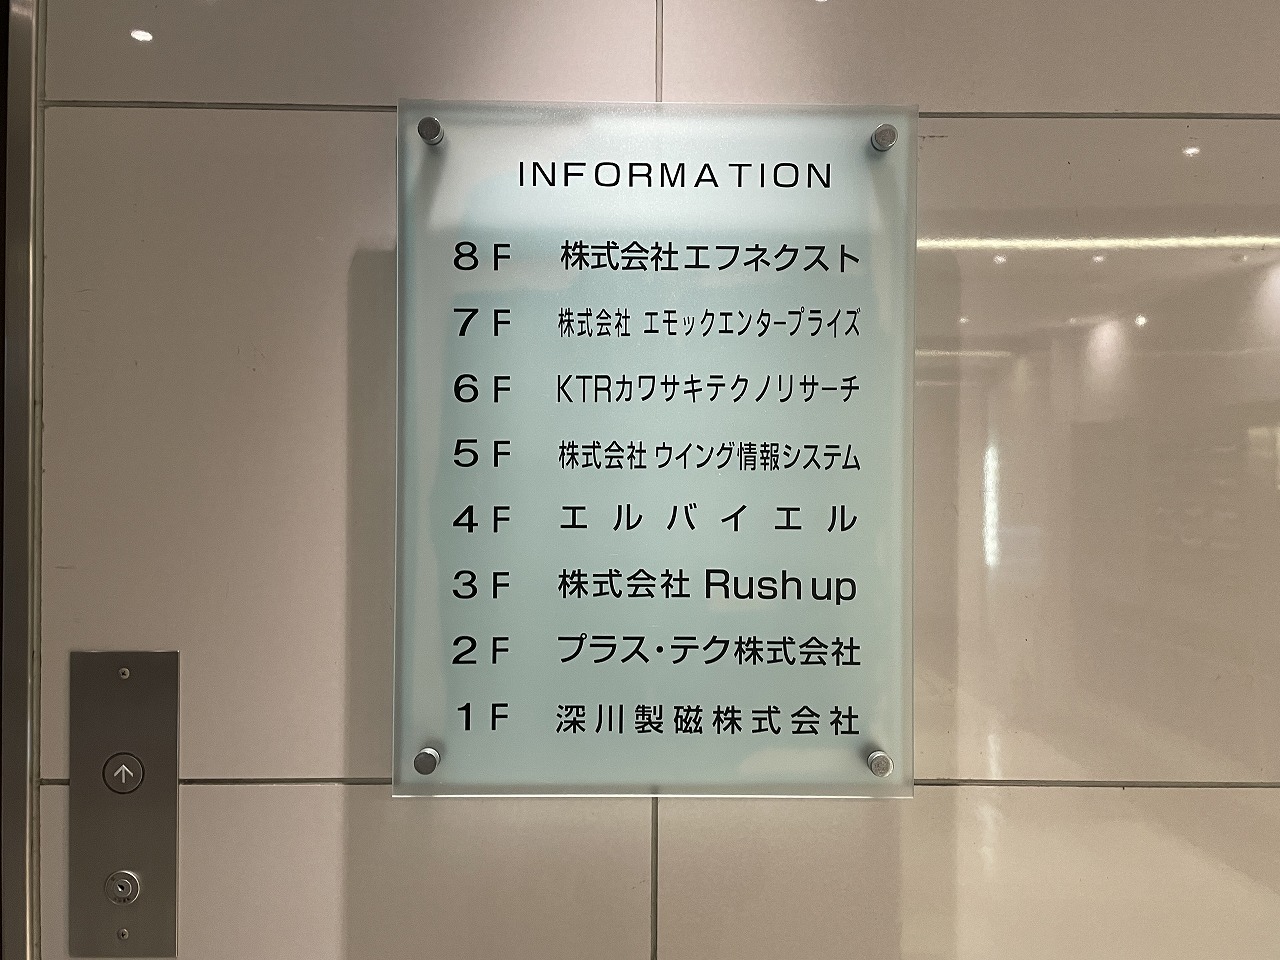 INFORMATION
8F 株式会社エフネクスト
7F 株式会社 エモックエンタープライズ
6F KTRカワサキテクノリサーチ
5F 株式会社 ウイング情報システム
4F エルバイエル
3F 株式会社 Rush up
2F プラス・テク株式会社
1F 深川製磁株式会社